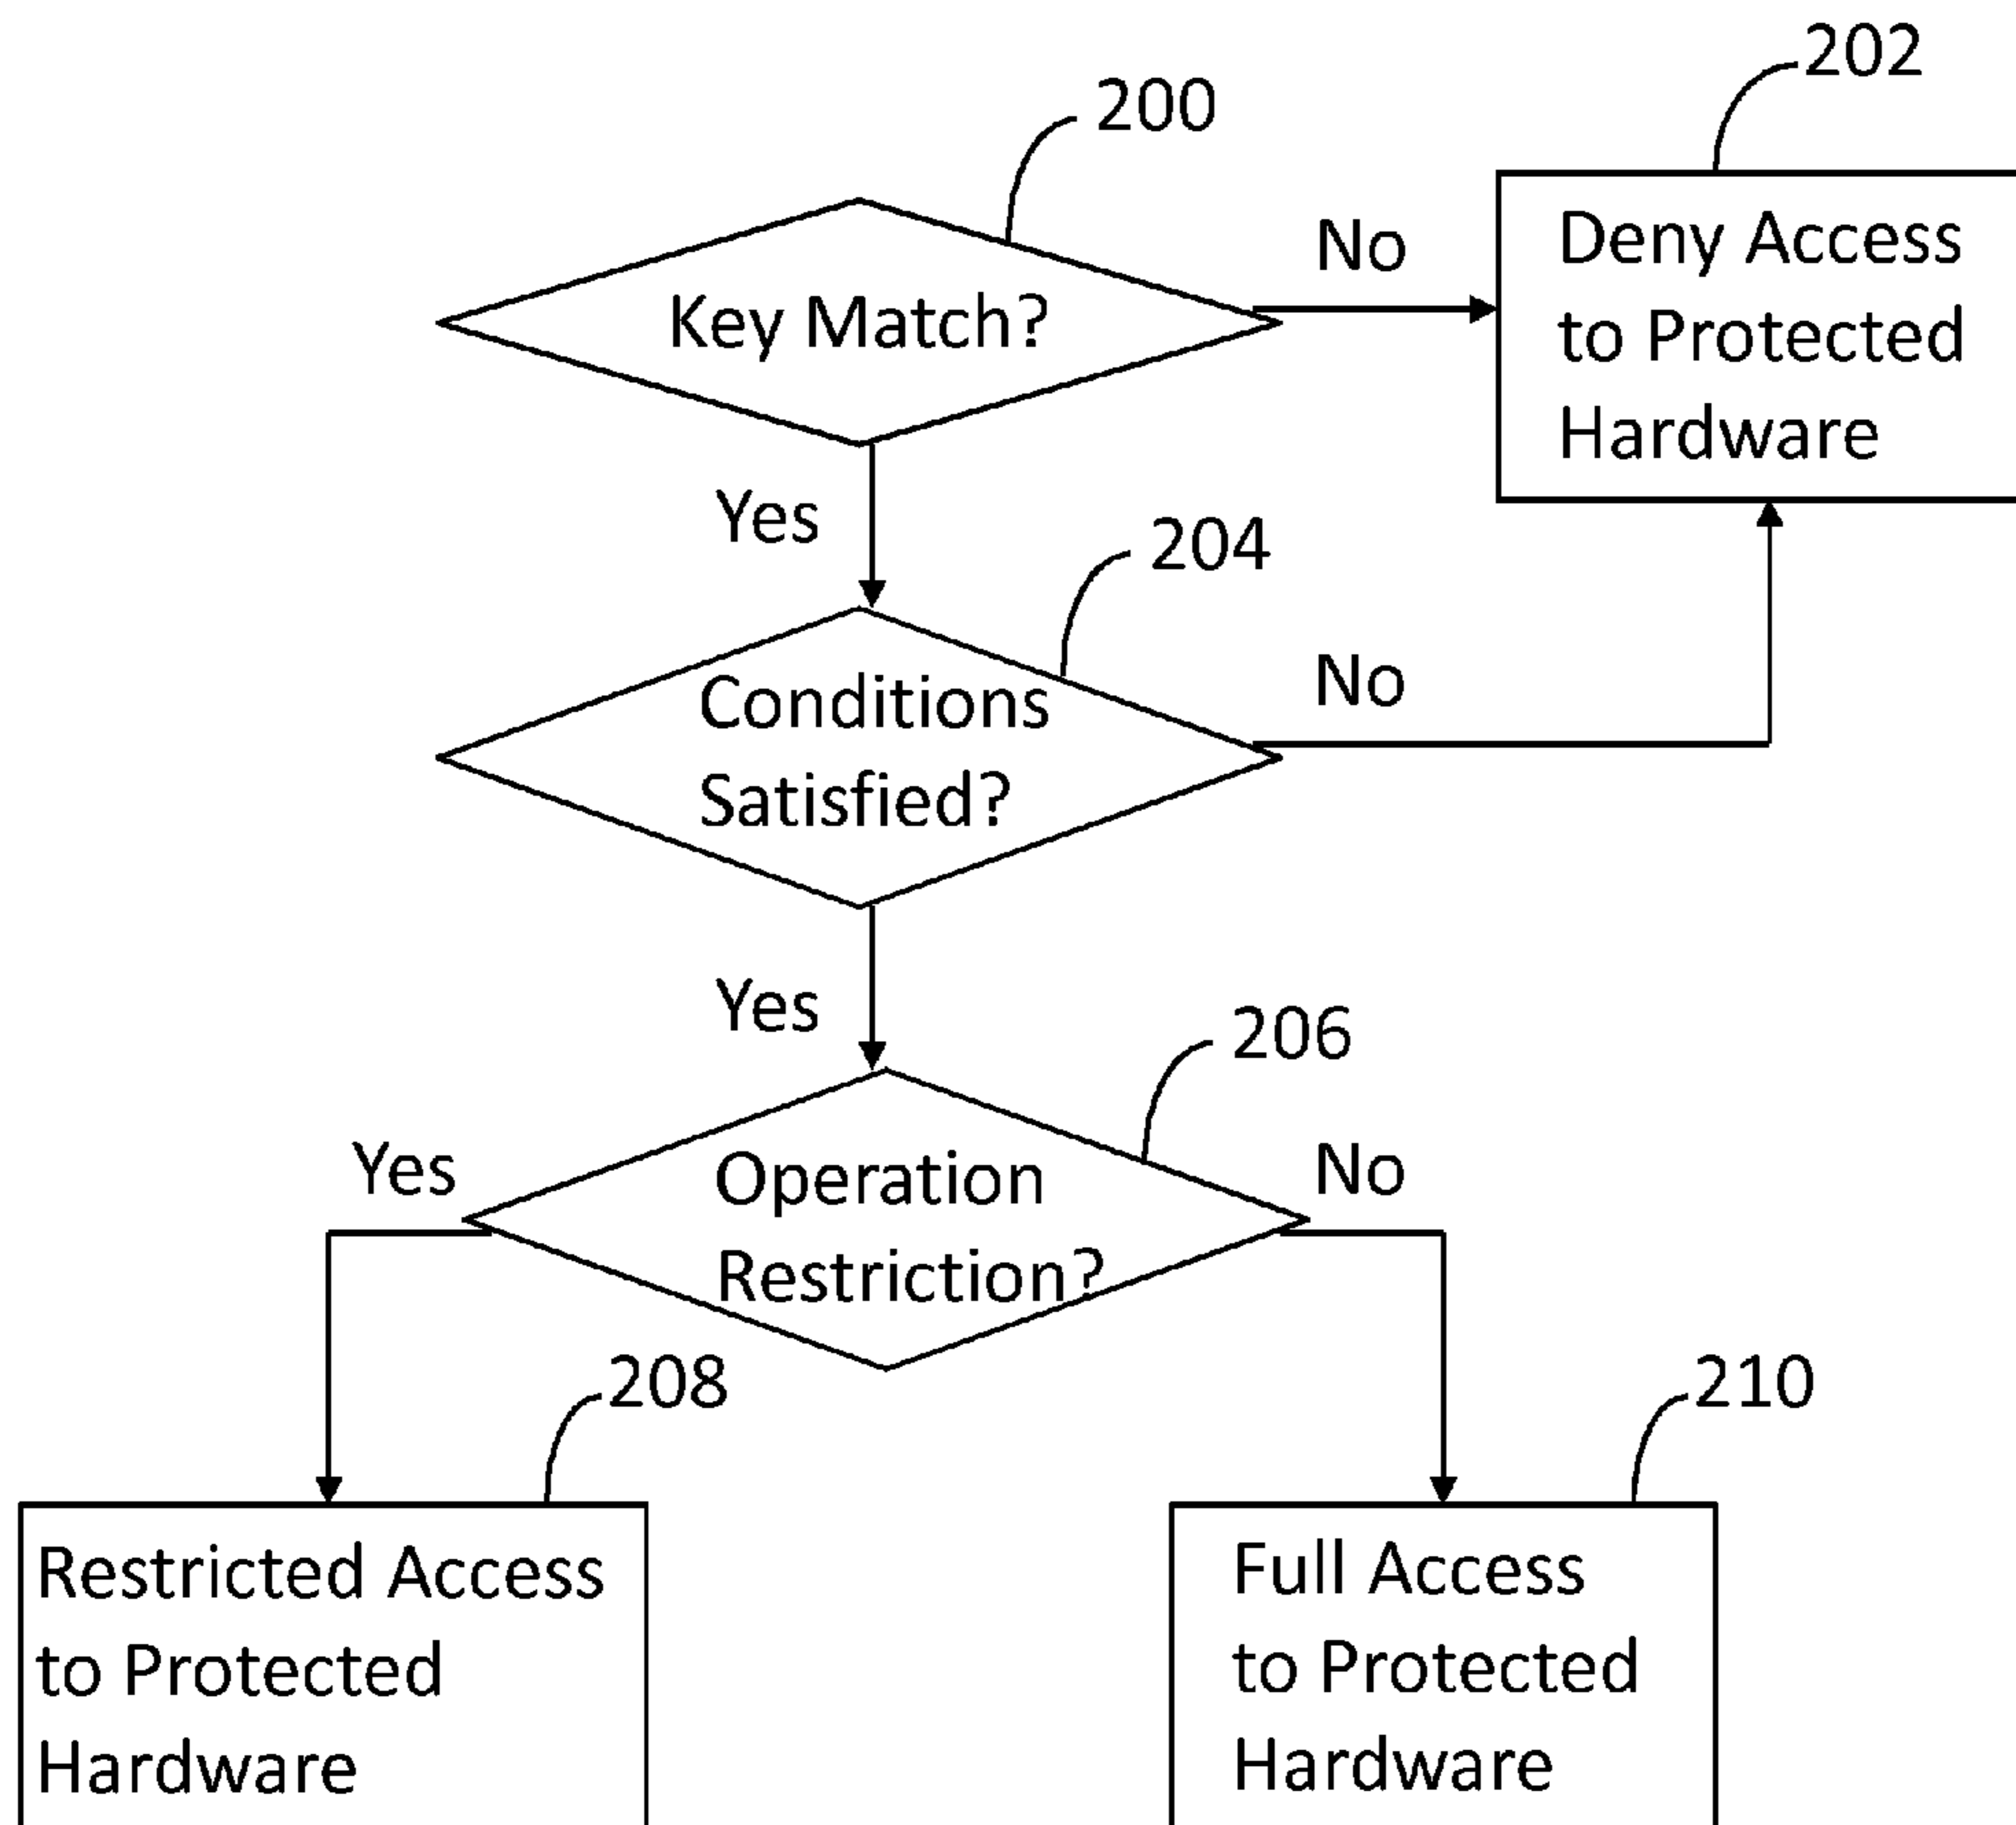 202
200
No
Deny Access
to Protected
Hardware
Key Match?
Yes
204
Conditions
Satisfied?
No
Yes
206
Yes
Operation
Restriction?
No
208
210
Restricted Access
to Protected
Hardware
Full Access
to Protected
Hardware